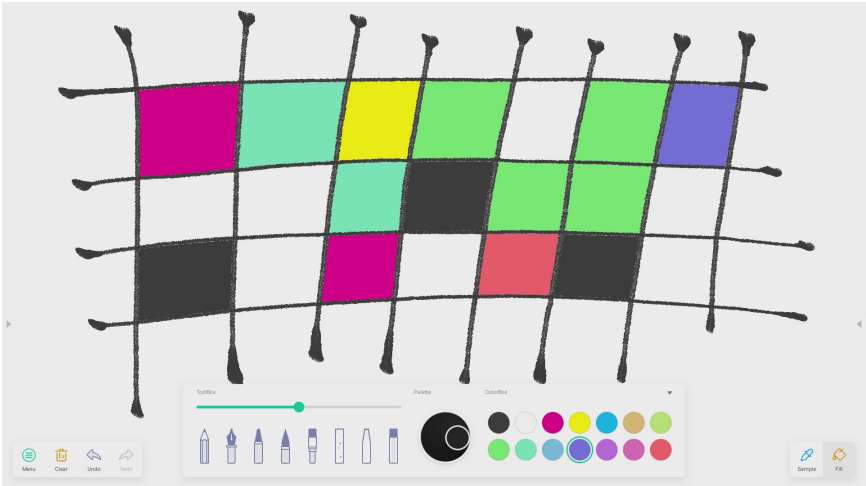 ToolBox
Palette
ColorBox
Menu
Clear
Undo
Redo
Sample
Fill